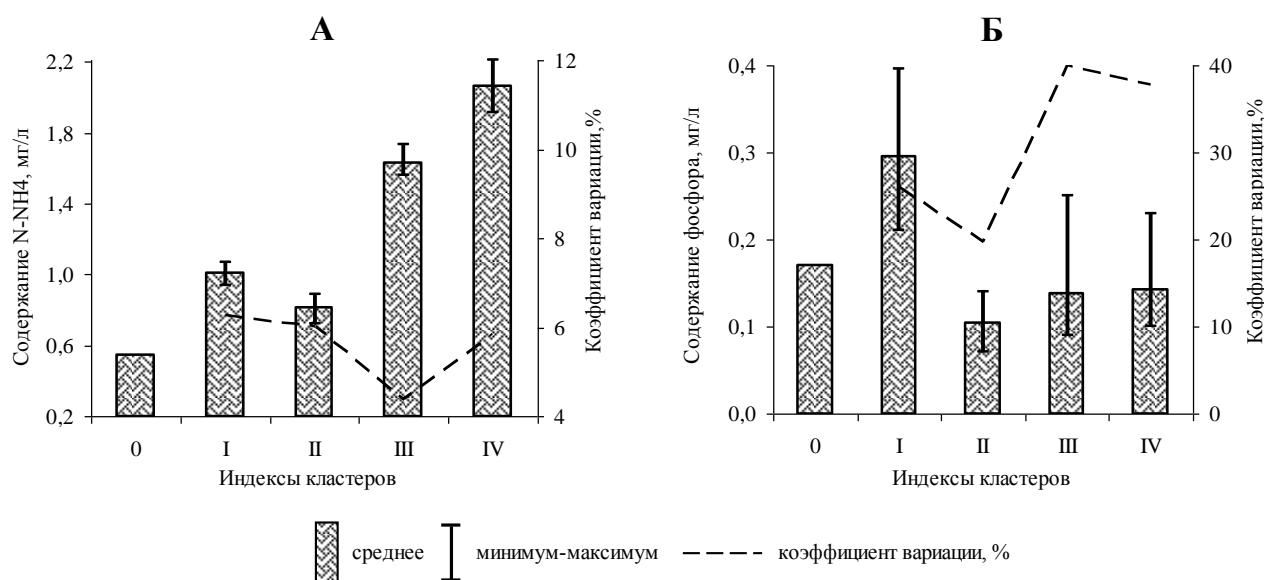 А
Содержание N-NH4, мг/л
2,2
1,8
1,4
1,0
0,6
0,2
12
10
8
6
4
Коэффициент вариации,%
0 I II III IV
Индексы кластеров
Б
Содержание фосфора, мг/л
0,4
0,3
0,2
0,1
0,0
40
30
20
10
0
Коэффициент вариации,%
0 I II III IV
Индексы кластеров
среднее минимум-максимум коэффициент вариации, %